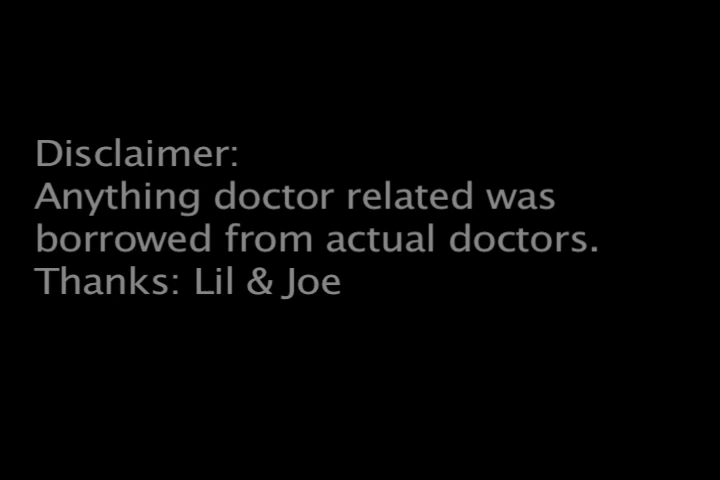 Disclaimer:
Anything doctor related was
borrowed from actual doctors.
Thanks: Lil & Joe